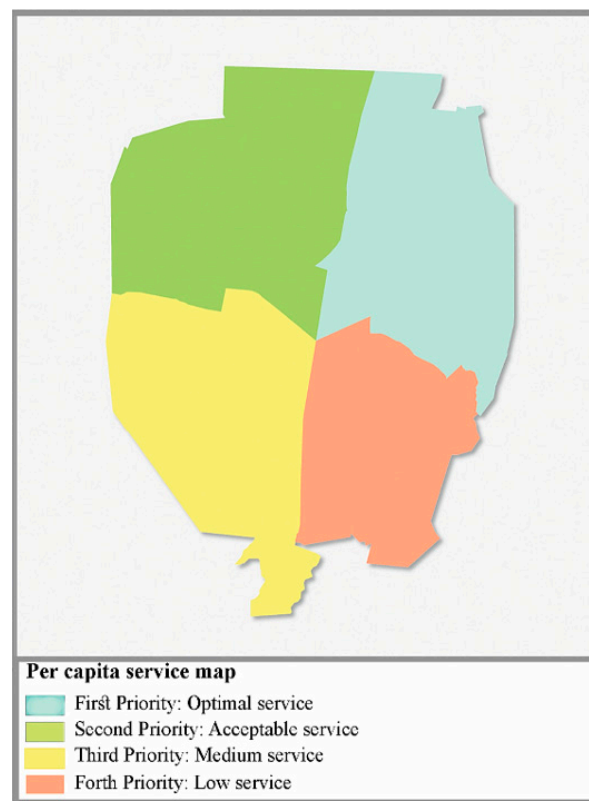 Per capita service map
First Priority: Optimal service
Second Priority: Acceptable service
Third Priority: Medium service
Forth Priority: Low service